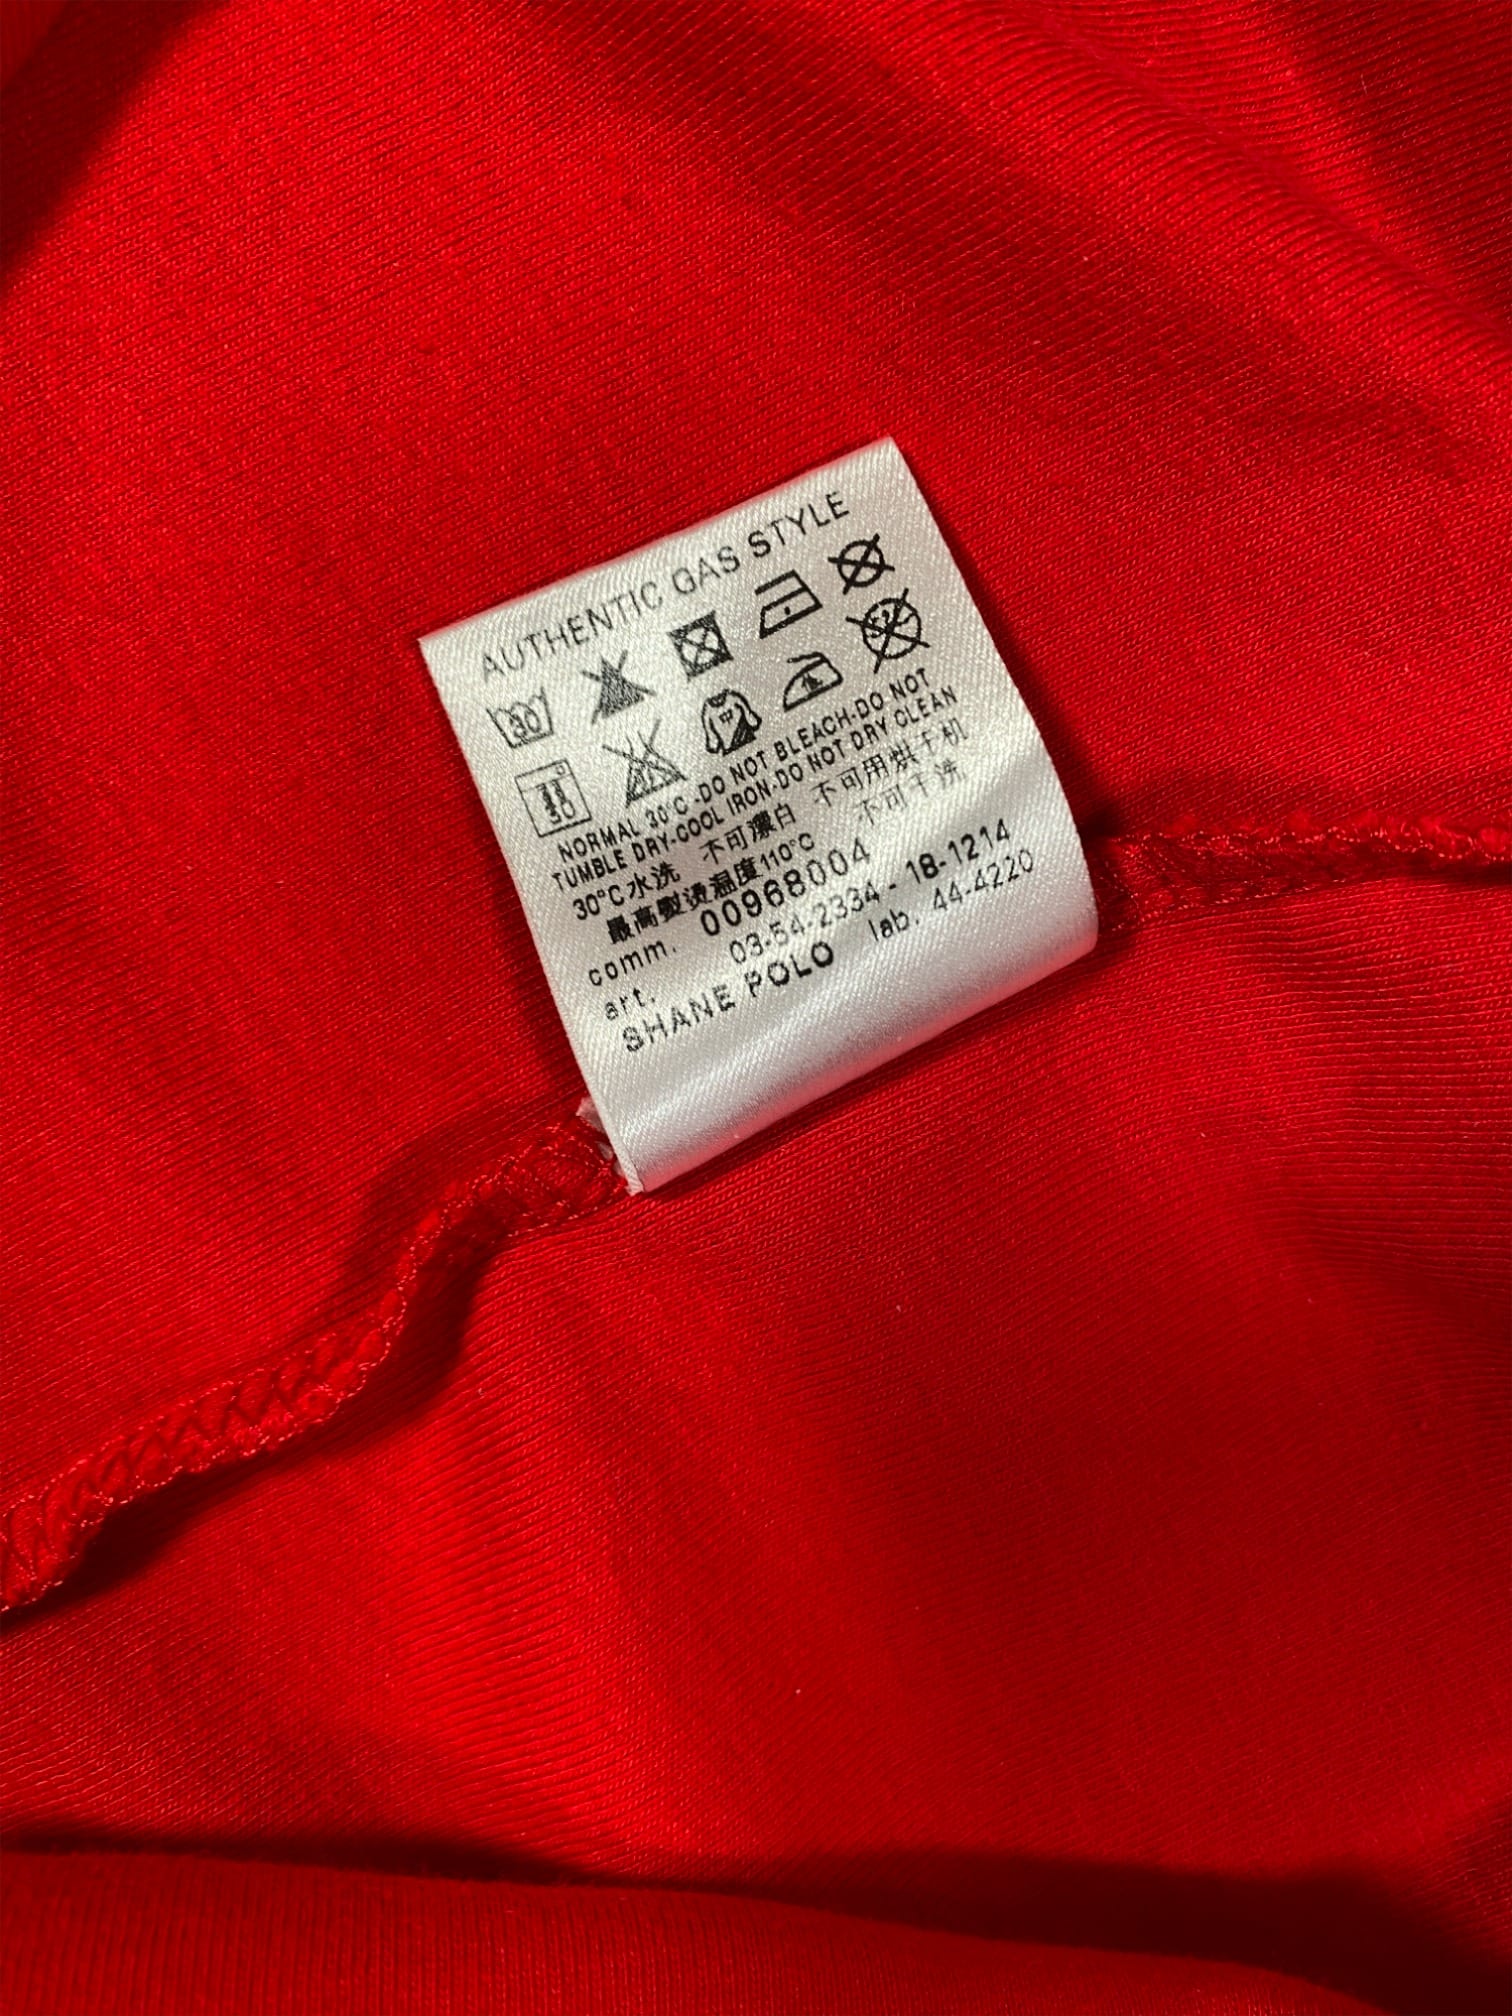 AUTHENTIC GAS STYLE
30
NORMAL 30°C-DO NOT BLEACH-DO NOT
TUMBLE DRY-COOL IRON-DO NOT DRY CLEAN
30°C水洗 不可漂白 不可用烘干机
最高熨烫温度110°C 不可干洗
comm. 00968004
art. 03-54-2334 - 18-1214
SHANE POLO lab. 44-4220